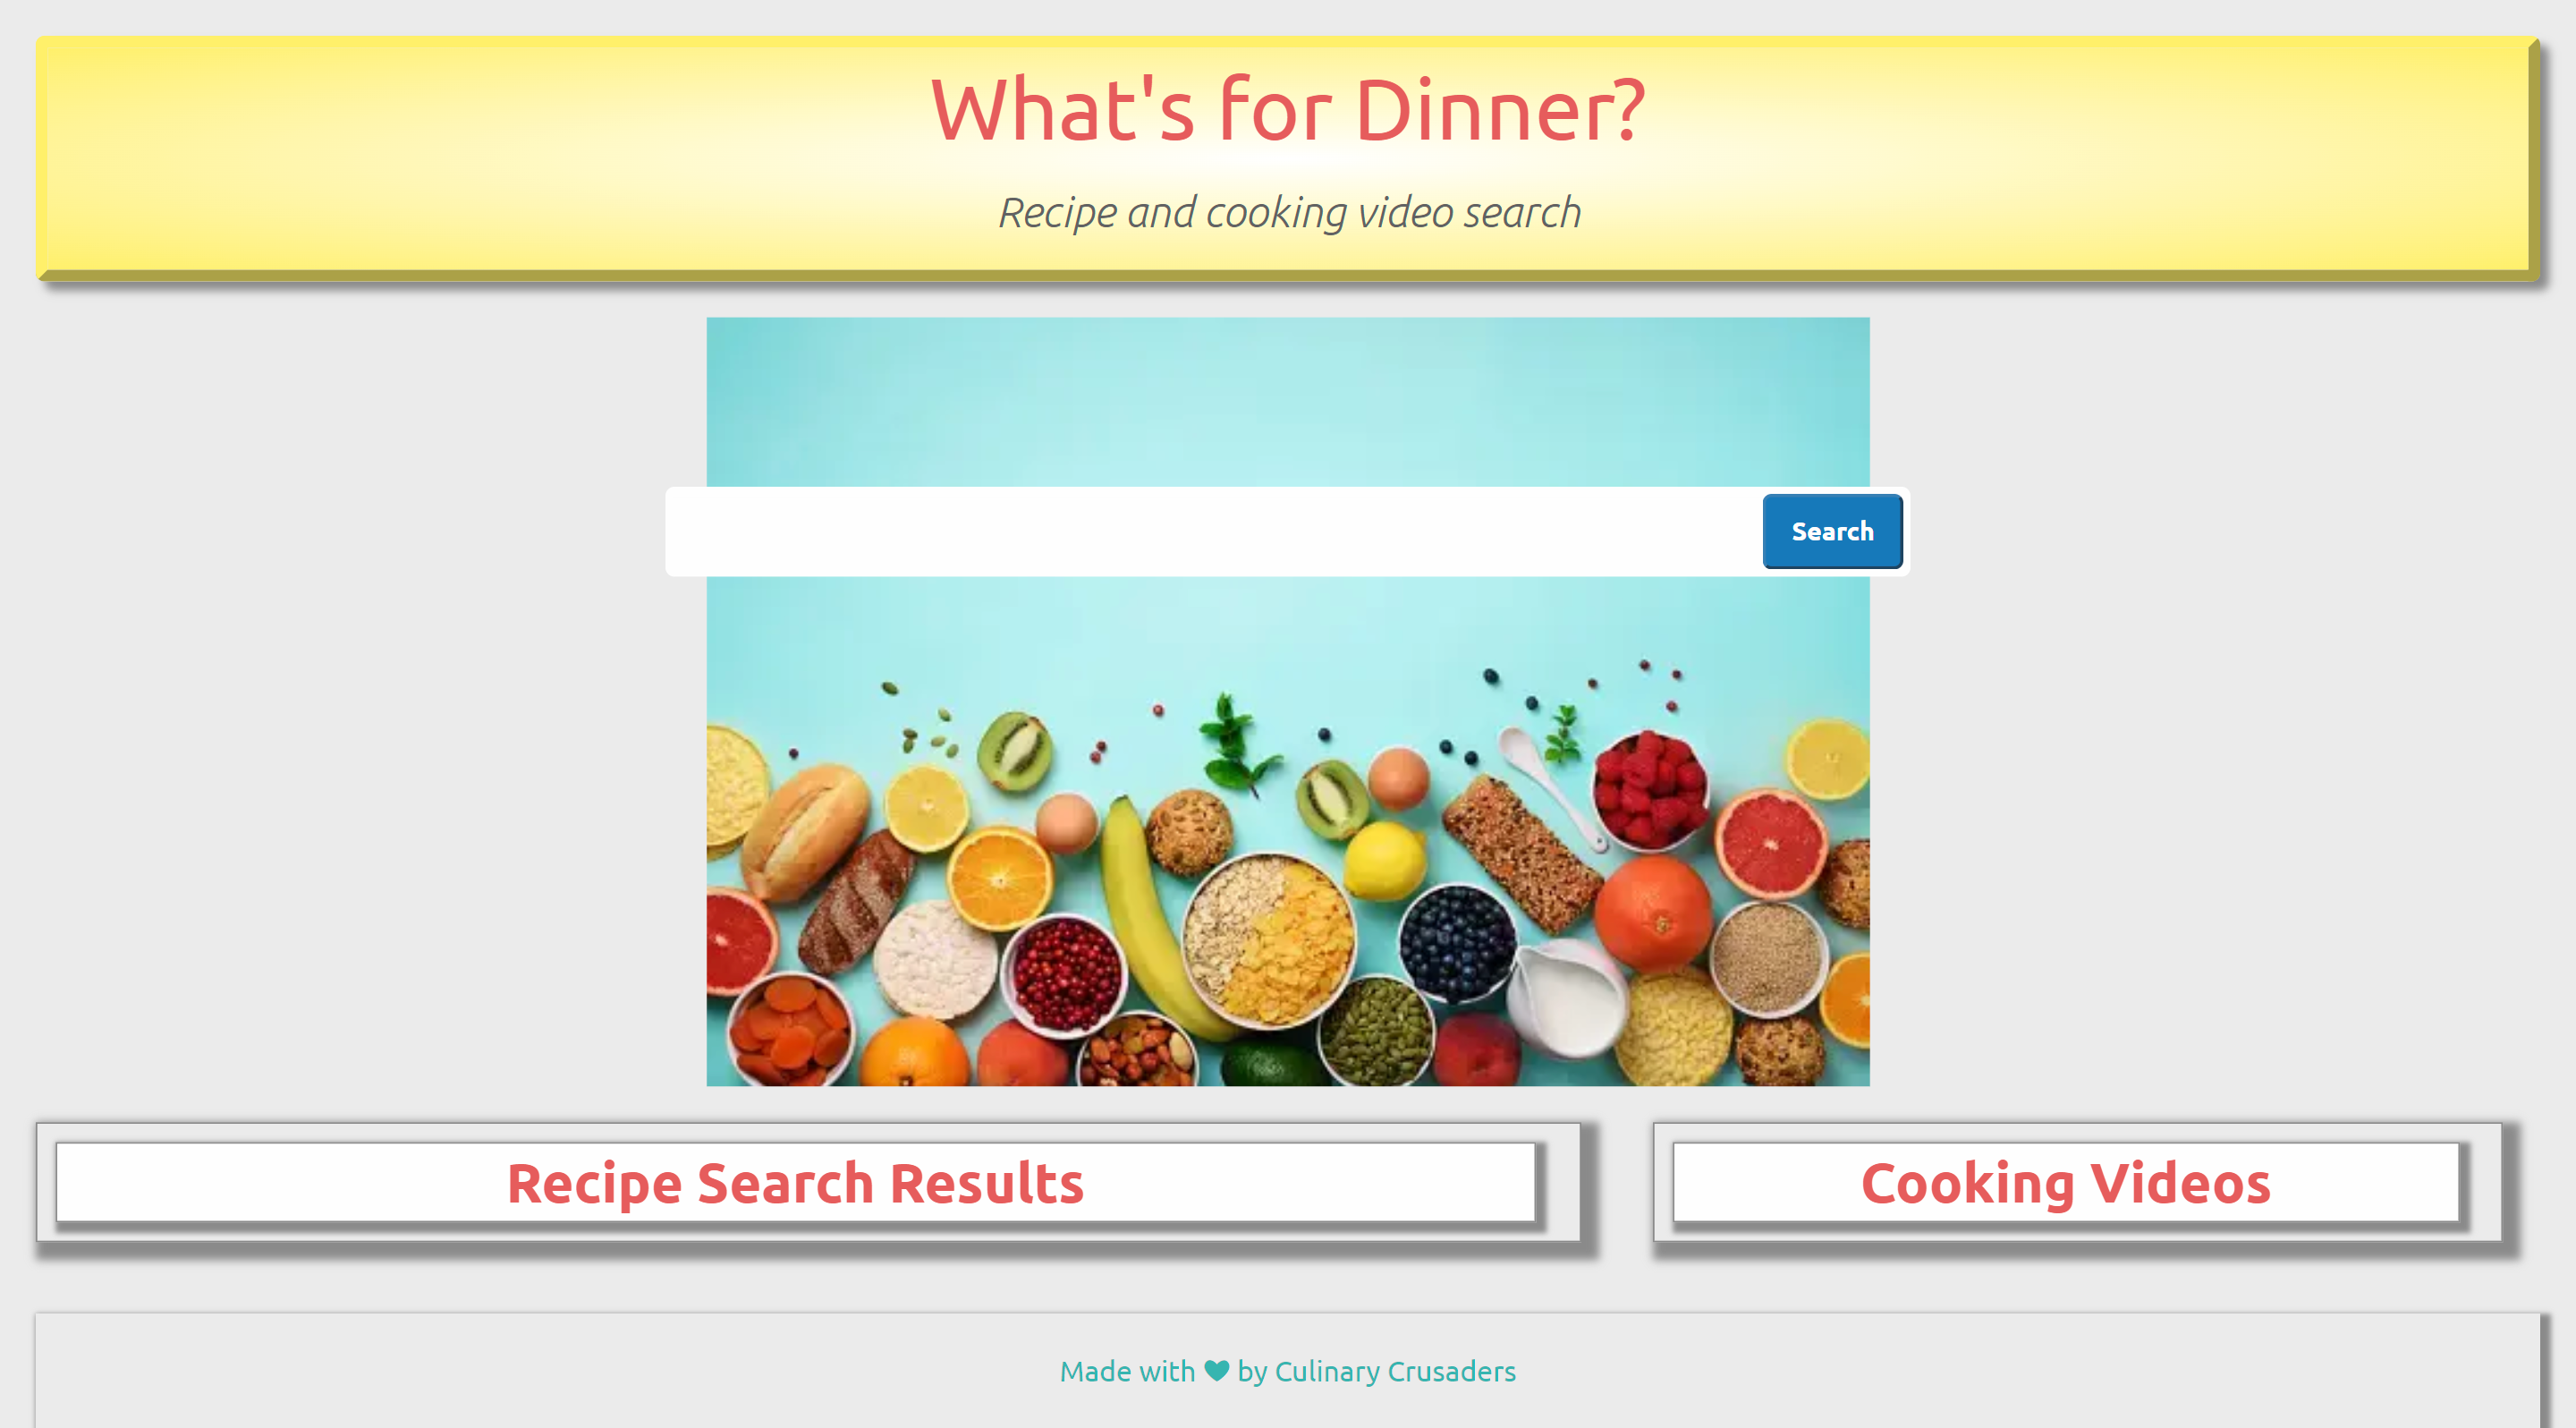 What's for Dinner?
Recipe and cooking video search
Search
Recipe Search Results
Cooking Videos
Made with ♥ by Culinary Crusaders